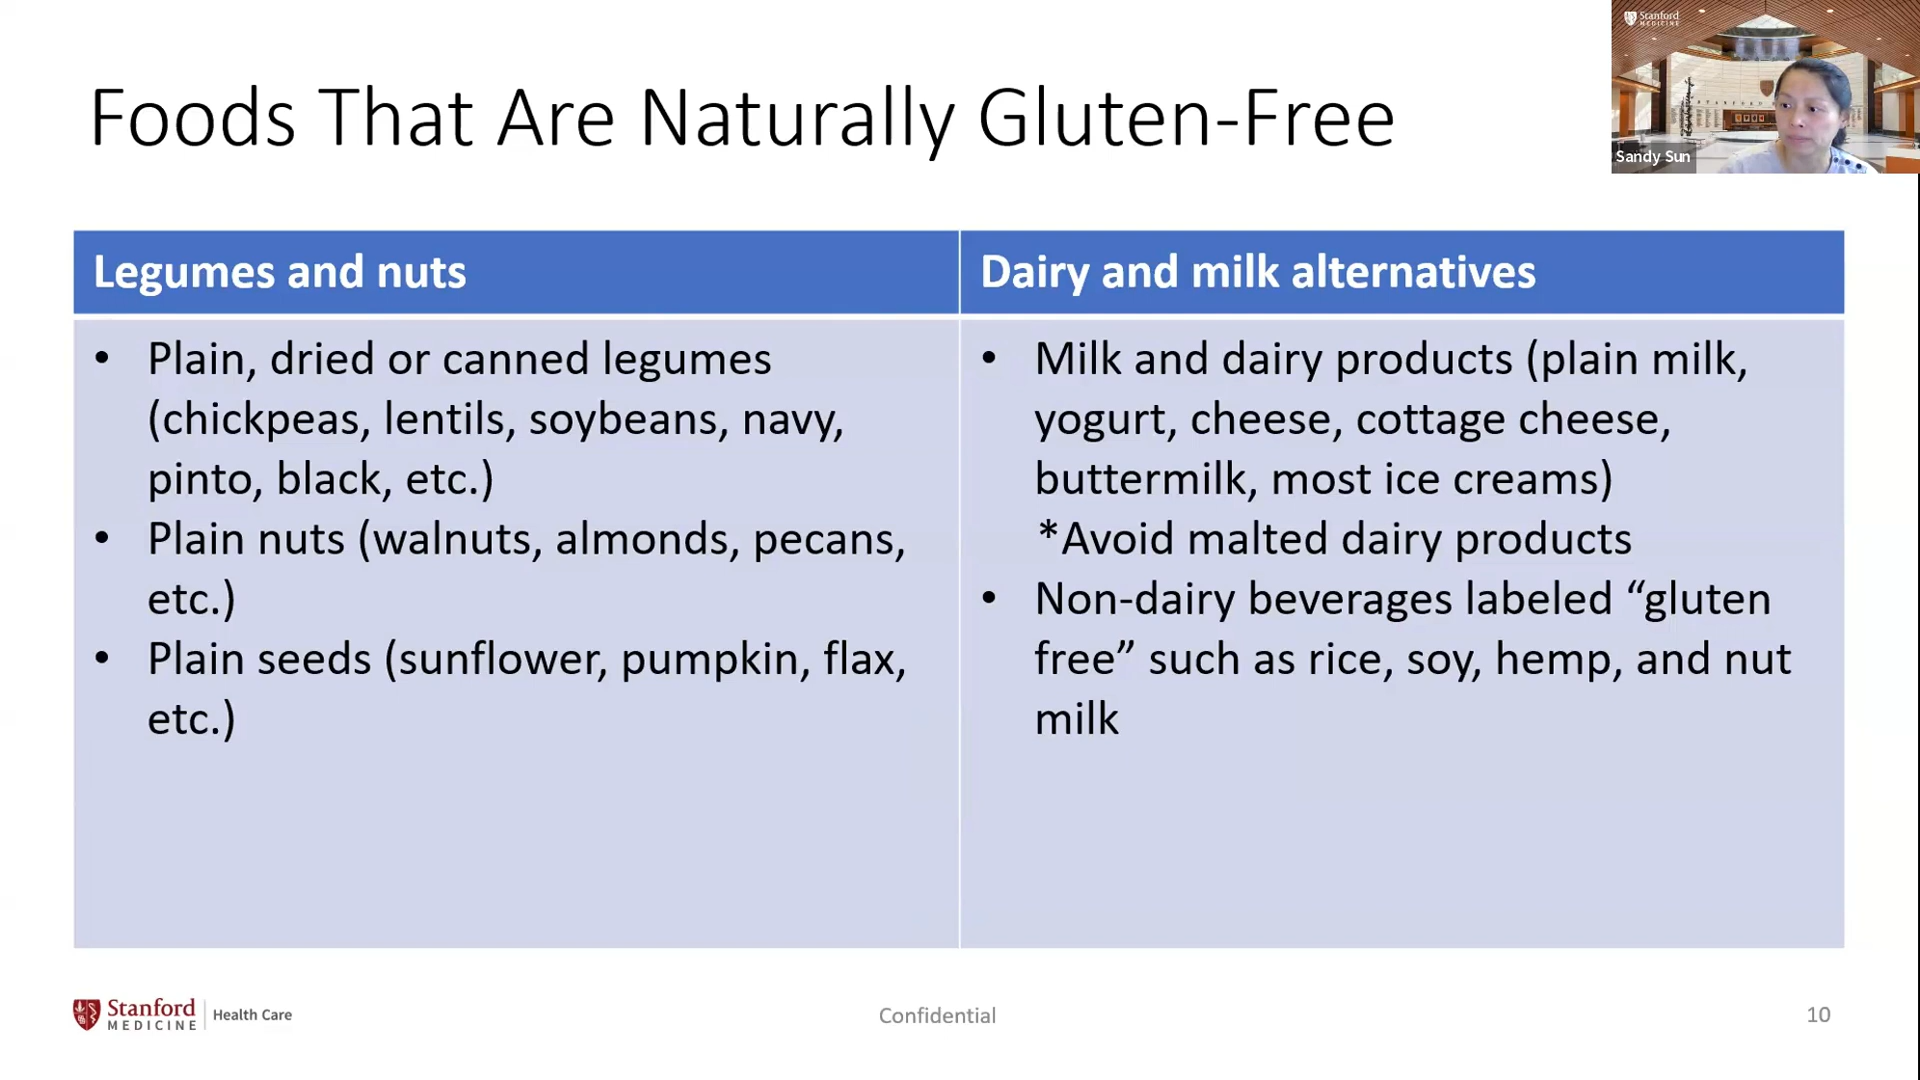 Stanford
MEDICINE
Foods That Are Naturally Gluten-Free
Sandy Sun
Legumes and nuts
Dairy and milk alternatives
• Plain, dried or canned legumes
(chickpeas, lentils, soybeans, navy,
pinto, black, etc.)
• Plain nuts (walnuts, almonds, pecans,
etc.)
• Plain seeds (sunflower, pumpkin, flax,
etc.)
• Milk and dairy products (plain milk,
yogurt, cheese, cottage cheese,
buttermilk, most ice creams)
*Avoid malted dairy products
• Non-dairy beverages labeled “gluten
free” such as rice, soy, hemp, and nut
milk
Stanford
MEDICINE
Health Care
Confidential
10